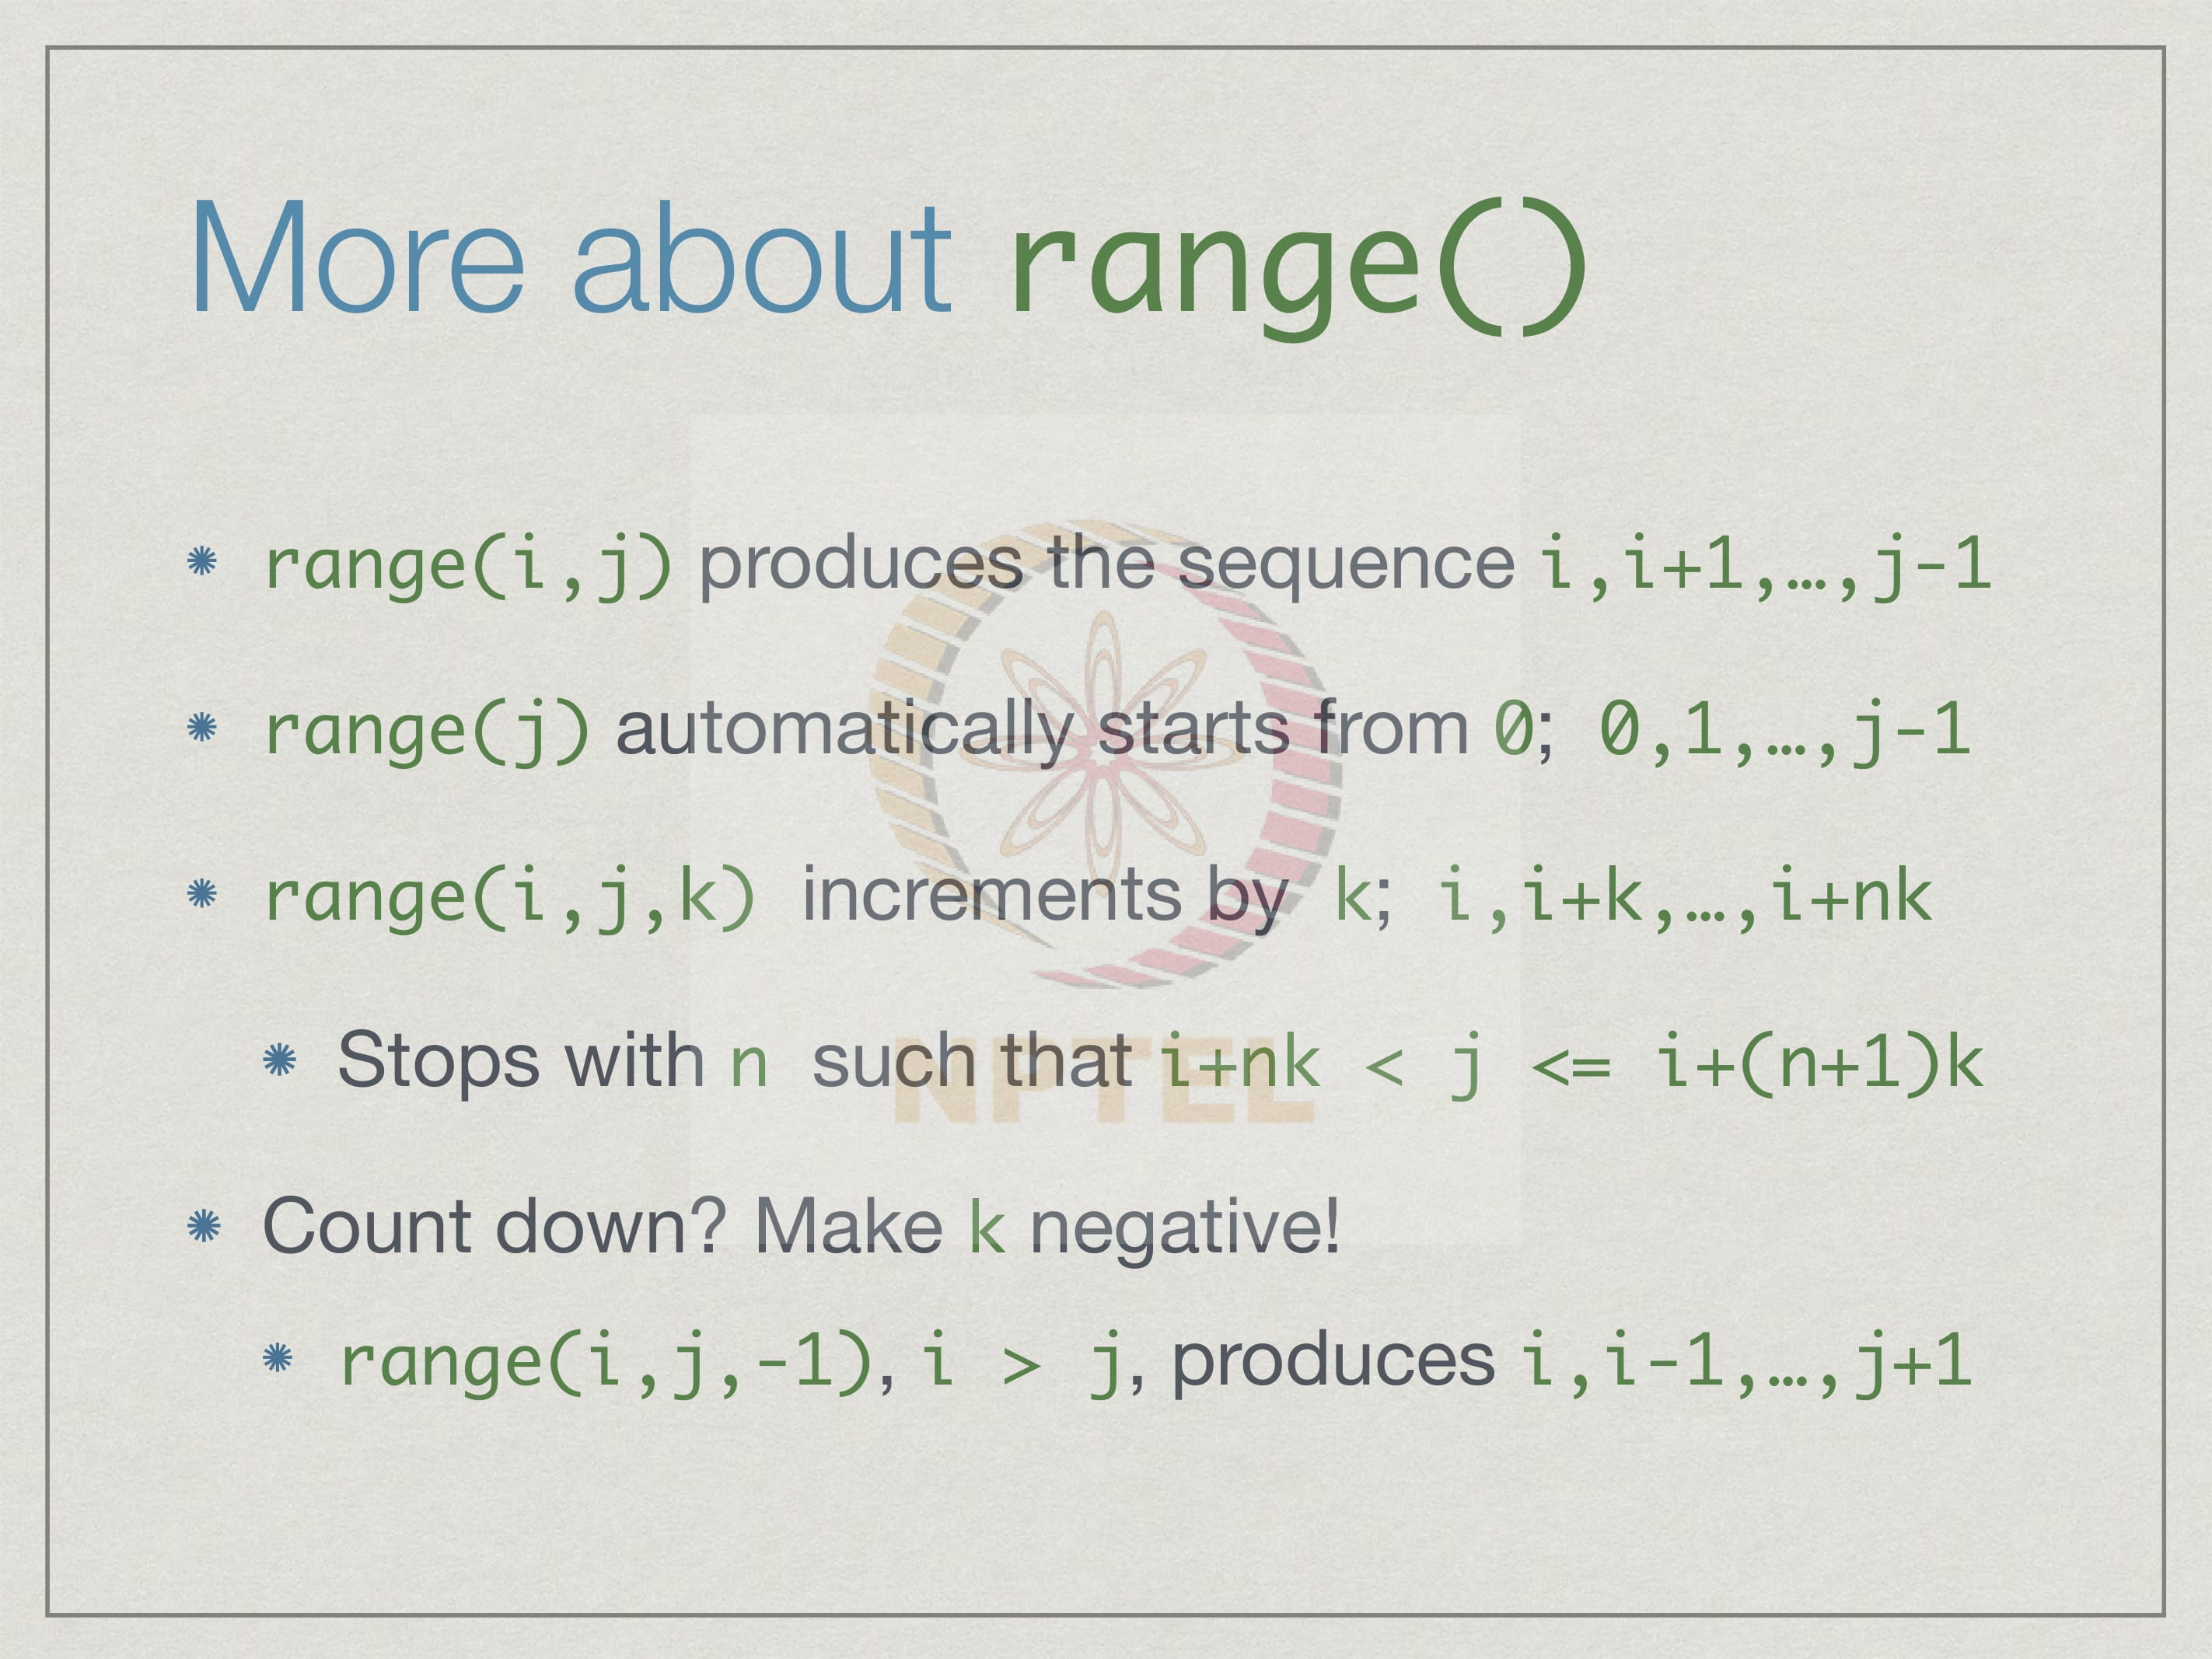 More about range()
range(i,j) produces the sequence i,i+1,…,j-1
range(j) automatically starts from 0; 0,1,…,j-1
range(i,j,k) increments by k; i,i+k,…,i+nk
Stops with n such that i+nk < j <= i+(n+1)k
NPTEL
Count down? Make k negative!
range(i,j,-1), i > j, produces i,i-1,…,j+1